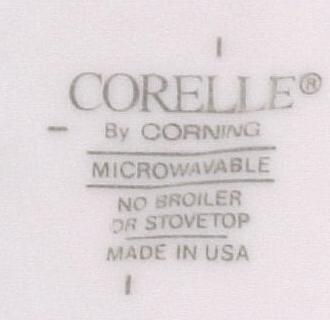 CORELLE®
By CORNING
MICROWAVABLE
NO BROILER
OR STOVETOP
MADE IN USA